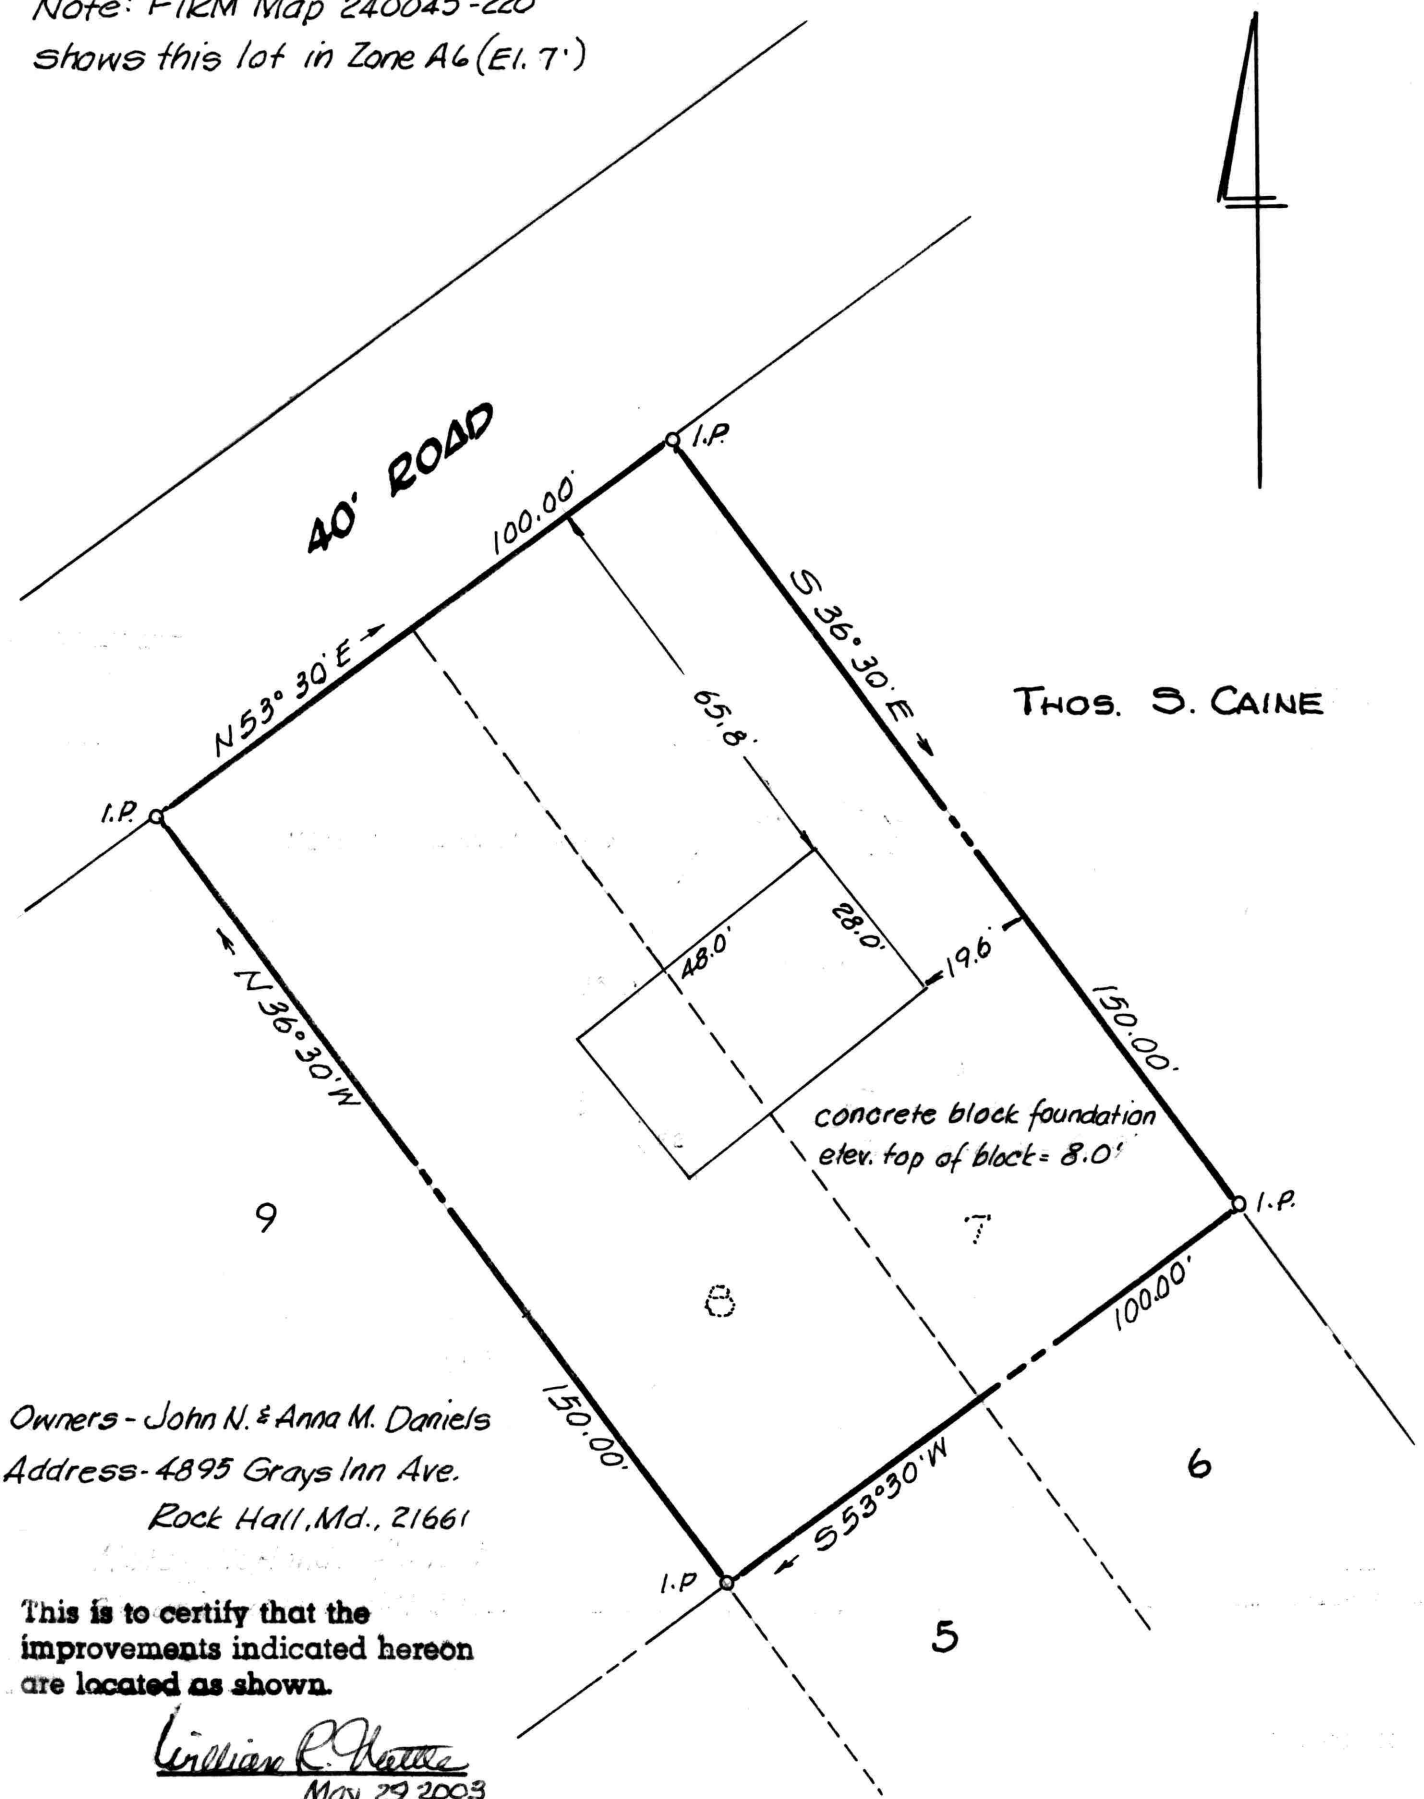 Note: FIRM Map 240045-220
shows this lot in Zone A6 (El. 7')
40' ROAD
I.P.
100.00'
N 53° 30' E
S 36° 30' E
65.8'
THOS. S. CAINE
I.P.
28.0'
48.0'
19.6'
N 36° 30' W
150.00'
concrete block foundation
elev. top of block = 8.0'
I.P.
9
7
8
100.00'
150.00'
Owners - John N. & Anna M. Daniels
Address - 4895 Grays Inn Ave.
Rock Hall, Md., 21661
S 53° 30' W
6
I.P
5
This is to certify that the
improvements indicated hereon
are located as shown.
William R.
May 29 2003